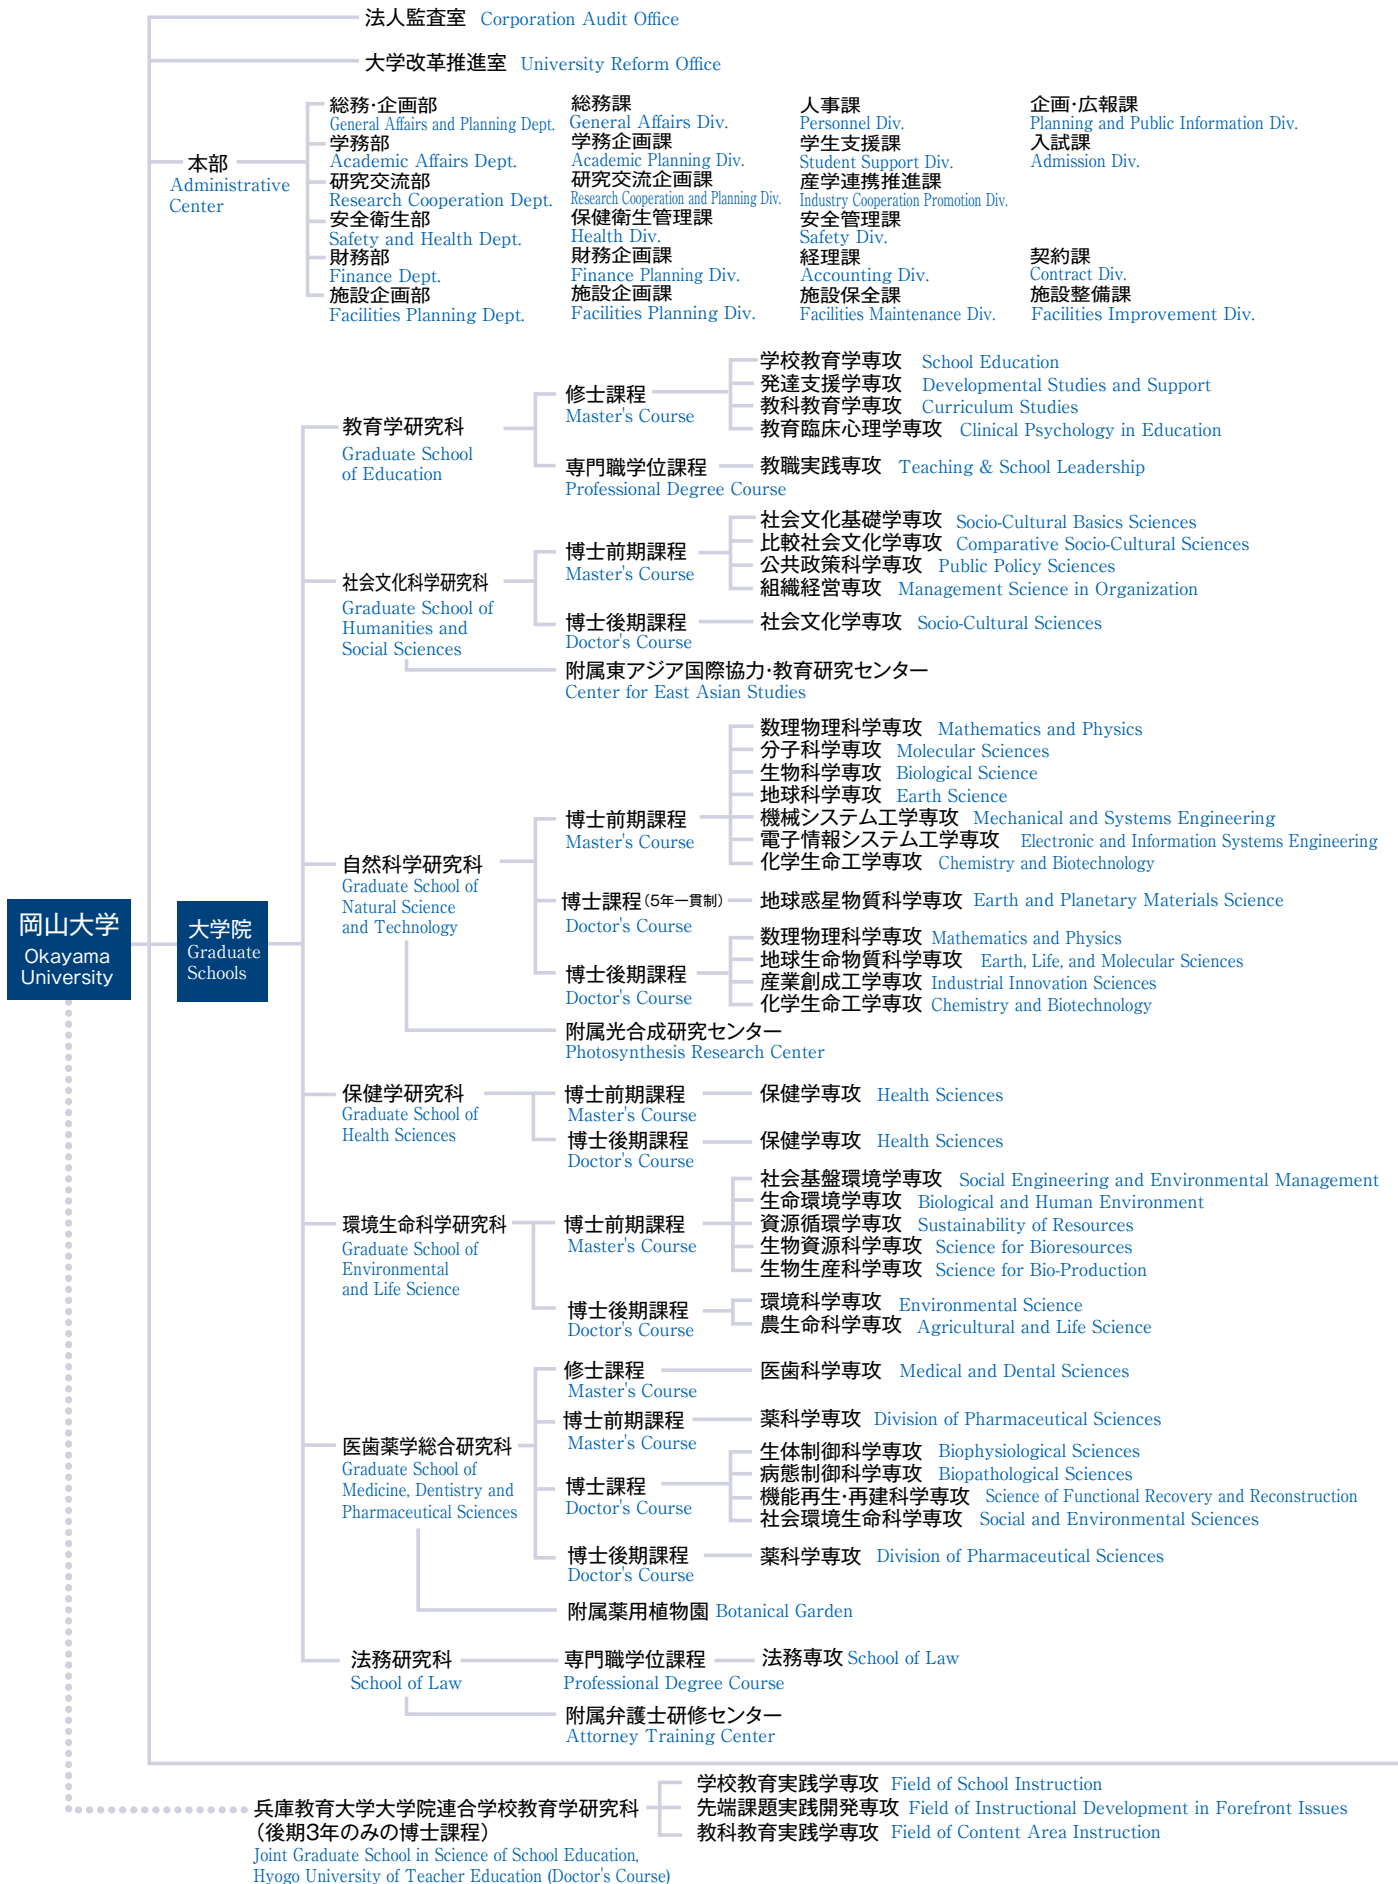 法人監査室 Corporation Audit Office
大学改革推進室 University Reform Office
本部
Administrative
Center
総務・企画部 総務課 人事課 企画・広報課
General Affairs and Planning Dept. General Affairs Div. Personnel Div. Planning and Public Information Div.
学務部 学務企画課 学生支援課 入試課
Academic Affairs Dept. Academic Planning Div. Student Support Div. Admission Div.
研究交流部 研究交流企画課 産学連携推進課
Research Cooperation Dept. Research Cooperation and Planning Div. Industry Cooperation Promotion Div.
安全衛生部 保健衛生管理課 安全管理課
Safety and Health Dept. Health Div. Safety Div.
財務部 財務企画課 経理課 契約課
Finance Dept. Finance Planning Div. Accounting Div. Contract Div.
施設企画部 施設企画課 施設保全課 施設整備課
Facilities Planning Dept. Facilities Planning Div. Facilities Maintenance Div. Facilities Improvement Div.
岡山大学
Okayama
University
大学院
Graduate
Schools
教育学研究科
Graduate School
of Education
修士課程
Master's Course
学校教育学専攻 School Education
発達支援学専攻 Developmental Studies and Support
教科教育学専攻 Curriculum Studies
教育臨床心理学専攻 Clinical Psychology in Education
専門職学位課程
Professional Degree Course
教職実践専攻 Teaching & School Leadership
社会文化科学研究科
Graduate School of
Humanities and
Social Sciences
博士前期課程
Master's Course
社会文化基礎学専攻 Socio-Cultural Basics Sciences
比較社会文化学専攻 Comparative Socio-Cultural Sciences
公共政策科学専攻 Public Policy Sciences
組織経営専攻 Management Science in Organization
博士後期課程
Doctor's Course
社会文化学専攻 Socio-Cultural Sciences
附属東アジア国際協力・教育研究センター
Center for East Asian Studies
自然科学研究科
Graduate School of
Natural Science
and Technology
博士前期課程
Master's Course
数理物理科学専攻 Mathematics and Physics
分子科学専攻 Molecular Sciences
生物科学専攻 Biological Science
地球科学専攻 Earth Science
機械システム工学専攻 Mechanical and Systems Engineering
電子情報システム工学専攻 Electronic and Information Systems Engineering
化学生命工学専攻 Chemistry and Biotechnology
博士課程(5年一貫制)
Doctor's Course
地球惑星物質科学専攻 Earth and Planetary Materials Science
博士後期課程
Doctor's Course
数理物理科学専攻 Mathematics and Physics
地球生命物質科学専攻 Earth, Life, and Molecular Sciences
産業創成工学専攻 Industrial Innovation Sciences
化学生命工学専攻 Chemistry and Biotechnology
附属光合成研究センター
Photosynthesis Research Center
保健学研究科
Graduate School of
Health Sciences
博士前期課程
Master's Course
保健学専攻 Health Sciences
博士後期課程
Doctor's Course
保健学専攻 Health Sciences
環境生命科学研究科
Graduate School of
Environmental
and Life Science
博士前期課程
Master's Course
社会基盤環境学専攻 Social Engineering and Environmental Management
生命環境学専攻 Biological and Human Environment
資源循環学専攻 Sustainability of Resources
生物資源科学専攻 Science for Bioresources
生物生産科学専攻 Science for Bio-Production
博士後期課程
Doctor's Course
環境科学専攻 Environmental Science
農生命科学専攻 Agricultural and Life Science
医歯薬学総合研究科
Graduate School of
Medicine, Dentistry and
Pharmaceutical Sciences
修士課程
Master's Course
医歯科学専攻 Medical and Dental Sciences
博士前期課程
Master's Course
薬科学専攻 Division of Pharmaceutical Sciences
博士課程
Doctor's Course
生体制御科学専攻 Biophysiological Sciences
病態制御科学専攻 Biopathological Sciences
機能再生・再建科学専攻 Science of Functional Recovery and Reconstruction
社会環境生命科学専攻 Social and Environmental Sciences
博士後期課程
Doctor's Course
薬科学専攻 Division of Pharmaceutical Sciences
附属薬用植物園 Botanical Garden
法務研究科
School of Law
専門職学位課程
Professional Degree Course
法務専攻 School of Law
附属弁護士研修センター
Attorney Training Center
兵庫教育大学大学院連合学校教育学研究科
(後期3年のみの博士課程)
Joint Graduate School in Science of School Education,
Hyogo University of Teacher Education (Doctor's Course)
学校教育実践学専攻 Field of School Instruction
先端課題実践開発専攻 Field of Instructional Development in Forefront Issues
教科教育実践学専攻 Field of Content Area Instruction